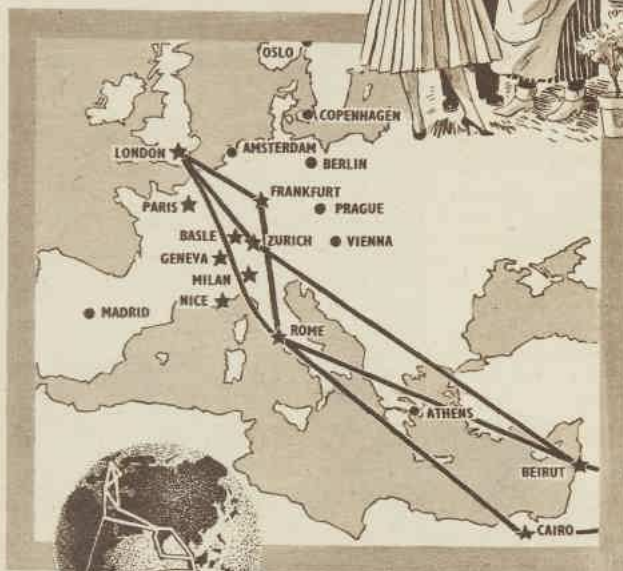 OSLO
COPENHAGEN
LONDON
AMSTERDAM
BERLIN
FRANKFURT
PARIS
PRAGUE
BASLE
ZURICH
VIENNA
GENEVA
MILAN
NICE
MADRID
ROME
ATHENS
BEIRUT
CAIRO